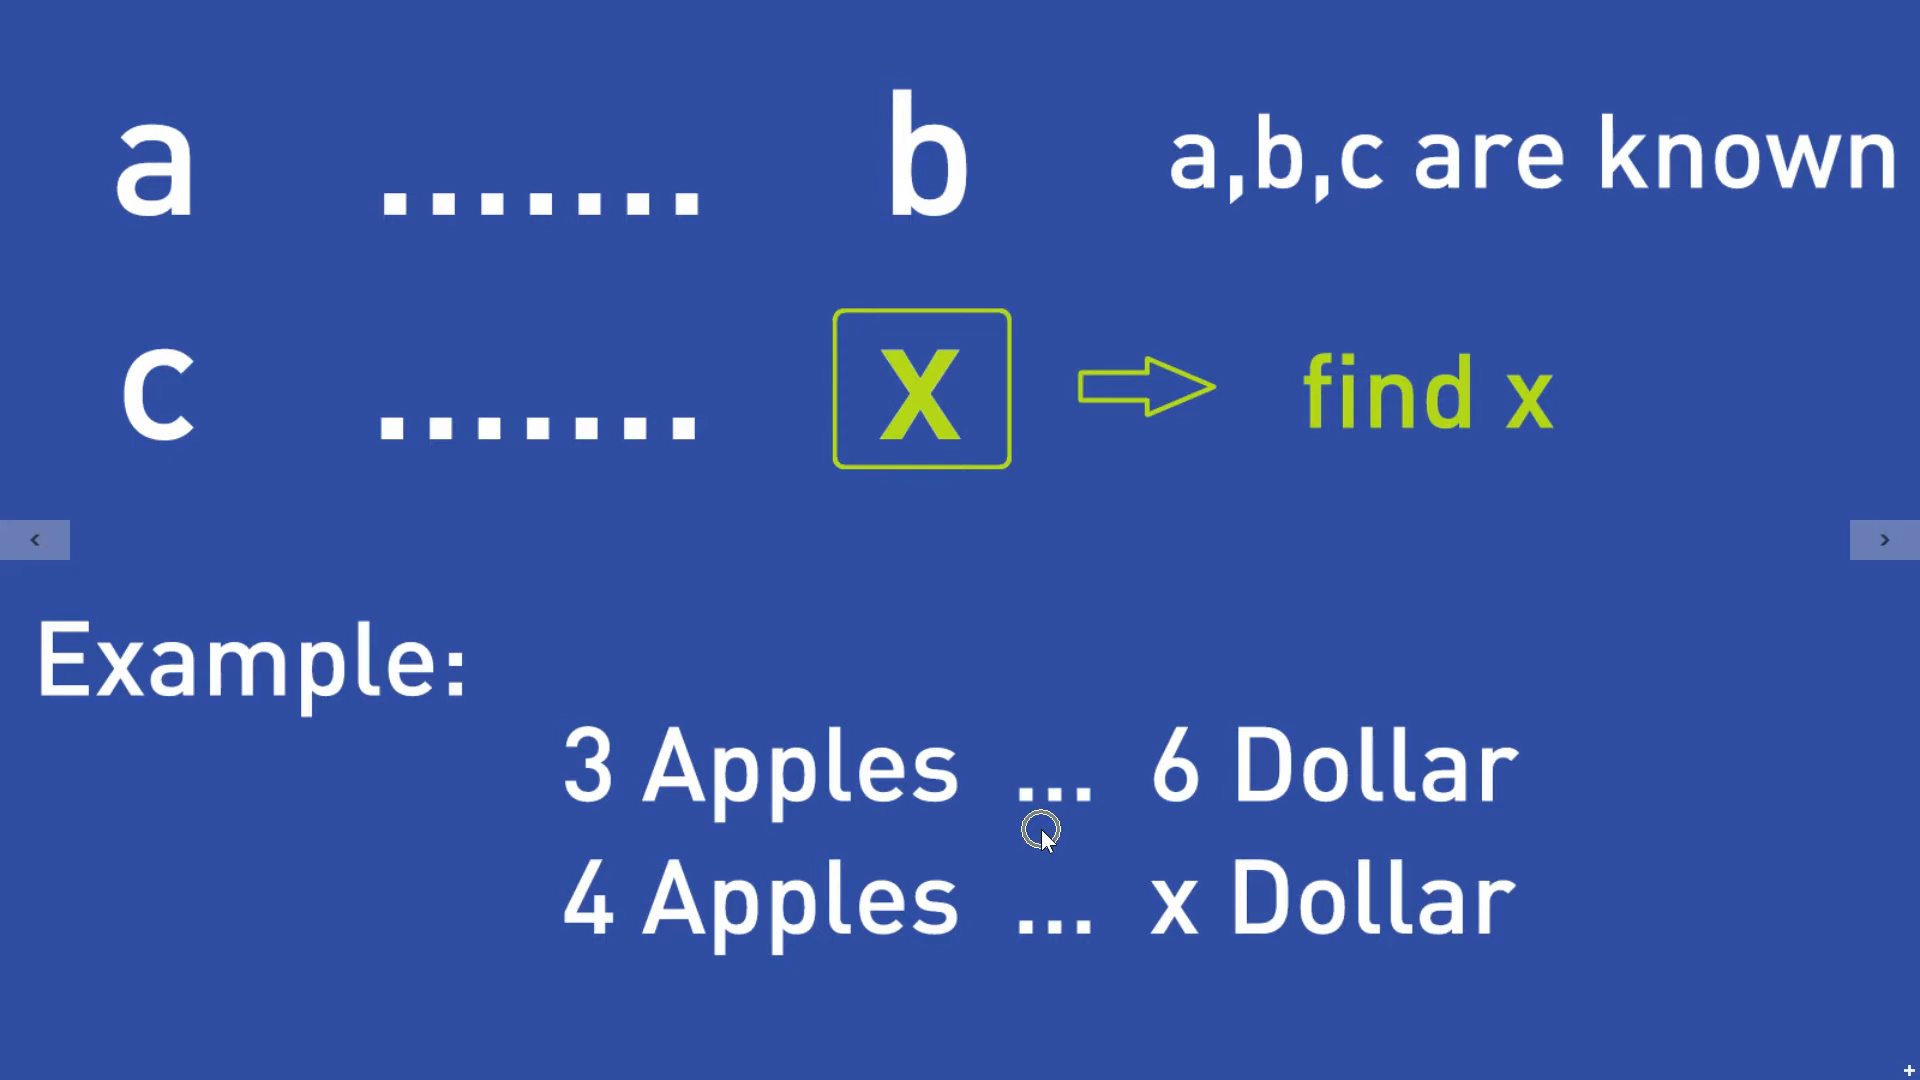 a ....... b a,b,c are known
c ....... x find x
Example:
3 Apples ... 6 Dollar
4 Apples ... x Dollar